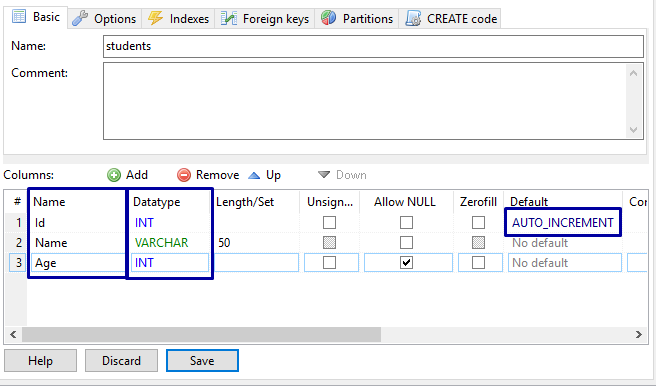 Basic Options Indexes Foreign keys Partitions CREATE code
Name: students
Comment:
Columns: Add Remove Up Down
# Name Datatype Length/Set Unsign... Allow NULL Zerofill Default Cor
1 Id INT AUTO_INCREMENT
2 Name VARCHAR 50 No default
3 Age INT No default
Help Discard Save